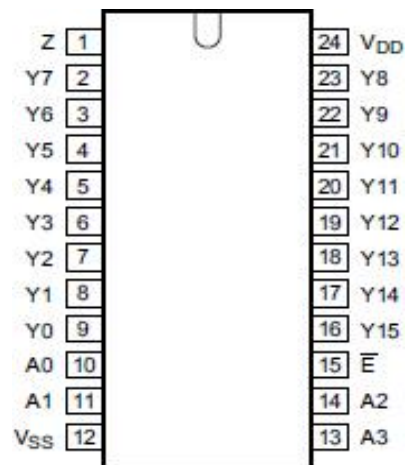 Z 1 24 VDD
Y7 2 23 Y8
Y6 3 22 Y9
Y5 4 21 Y10
Y4 5 20 Y11
Y3 6 19 Y12
Y2 7 18 Y13
Y1 8 17 Y14
Y0 9 16 Y15
A0 10 15 E̅
A1 11 14 A2
VSS 12 13 A3